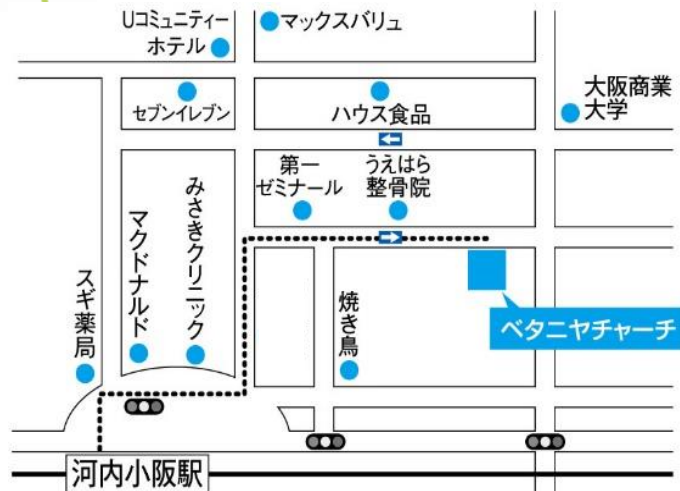 Uコミュニティー
ホテル
マックスバリュ
セブンイレブン
ハウス食品
大阪商業
大学
第一
ゼミナール
うえはら
整骨院
みさきクリニック
マクドナルド
スギ薬局
焼き鳥
ベタニヤチャーチ
河内小阪駅